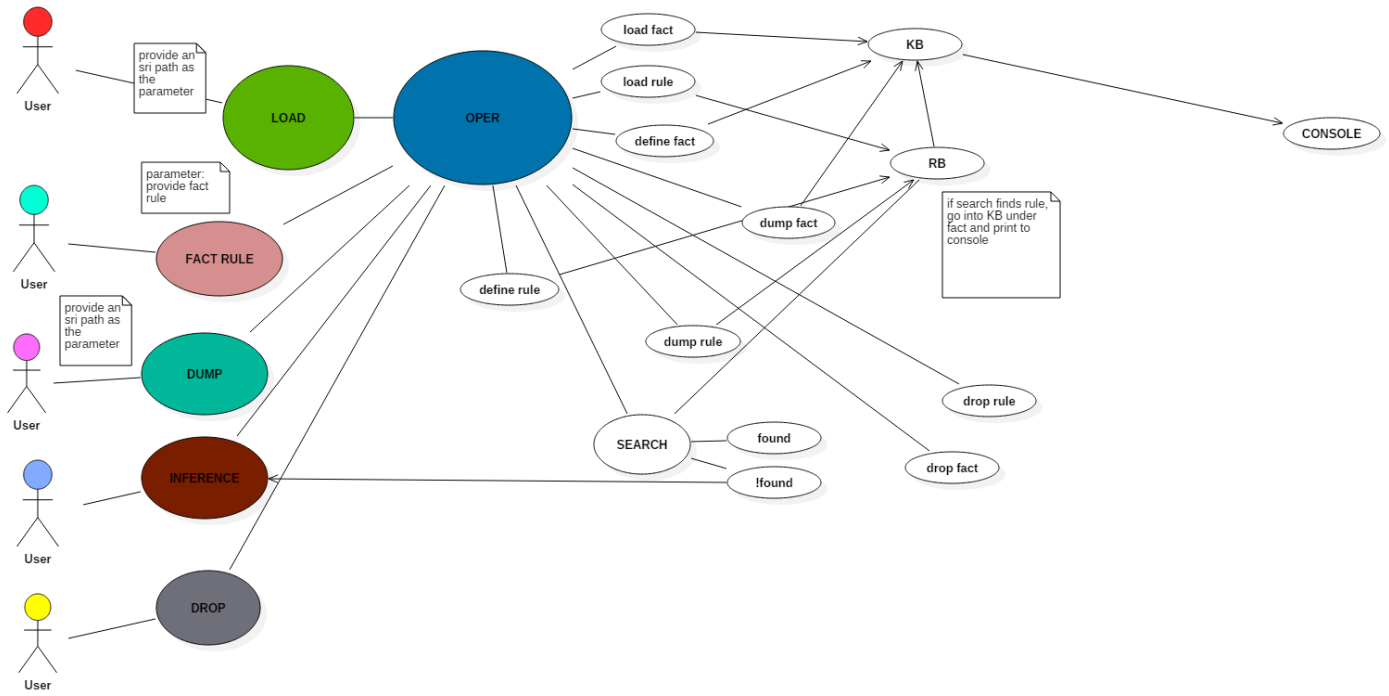 User
provide an
sri path as
the
parameter
LOAD
OPER
load fact
load rule
define fact
KB
CONSOLE
RB
if search finds rule,
go into KB under
fact and print to
console
User
parameter:
provide fact
rule
FACT RULE
dump fact
define rule
User
provide an
sri path as
the
parameter
DUMP
dump rule
drop rule
SEARCH
found
!found
drop fact
User
INFERENCE
User
DROP